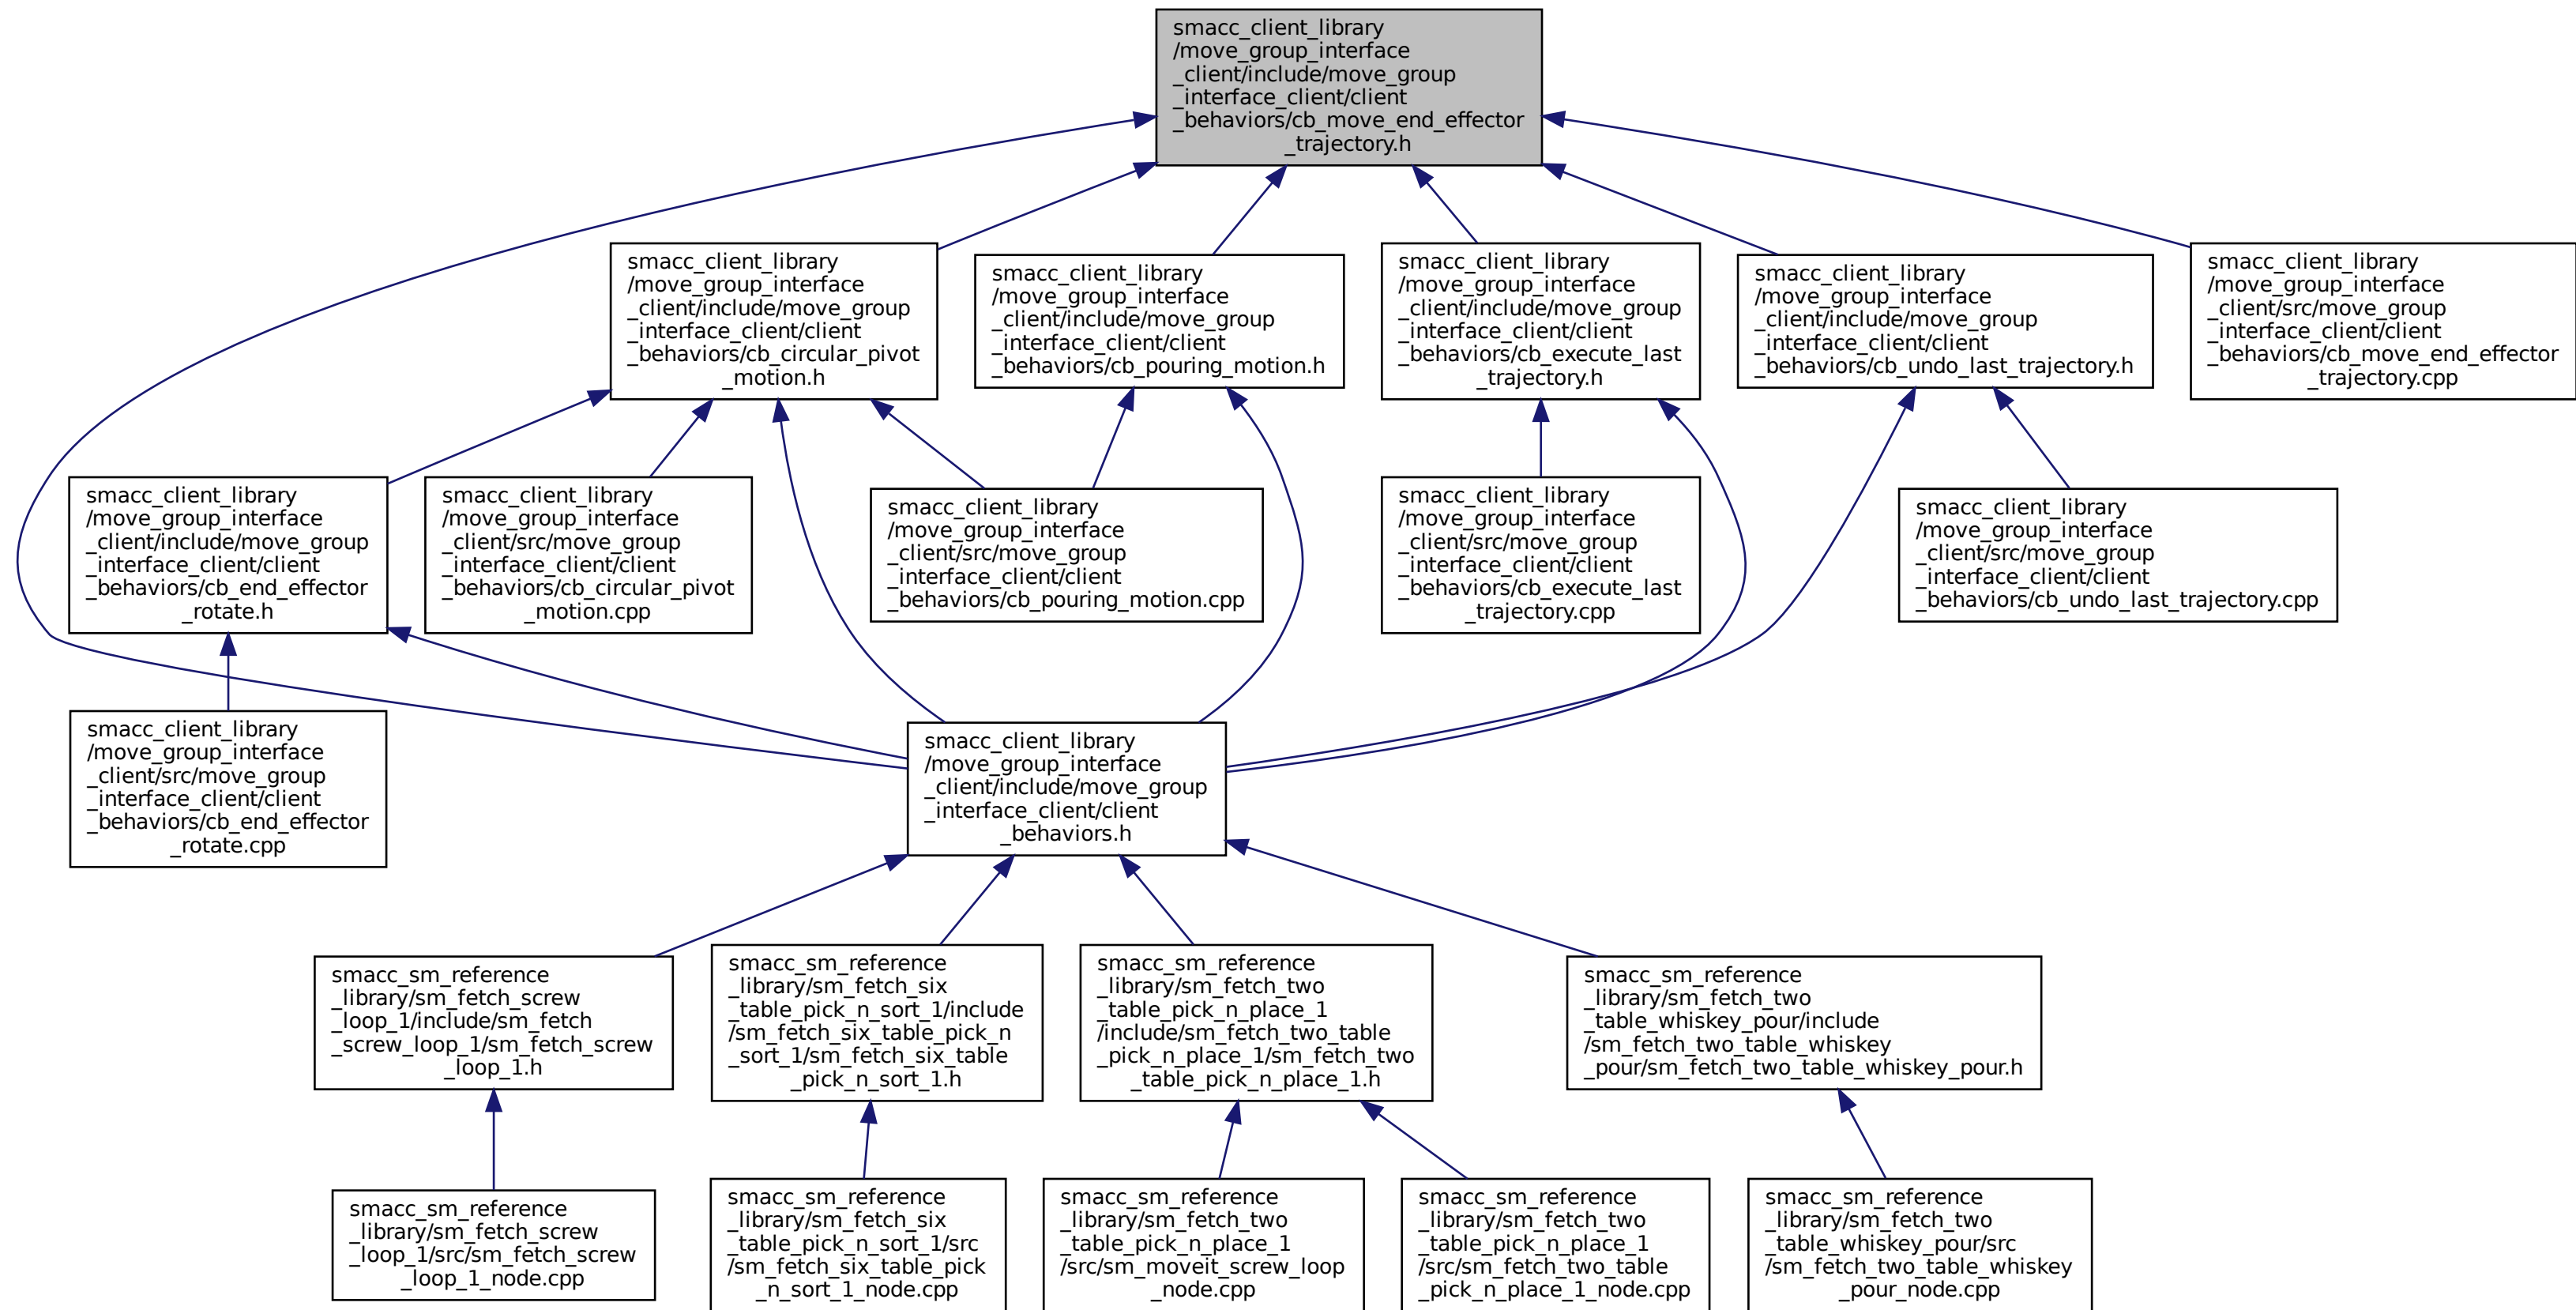 smacc_client_library
/move_group_interface
_client/include/move_group
_interface_client/client
_behaviors/cb_move_end_effector
_trajectory.h
smacc_client_library
/move_group_interface
_client/include/move_group
_interface_client/client
_behaviors/cb_circular_pivot
_motion.h
smacc_client_library
/move_group_interface
_client/include/move_group
_interface_client/client
_behaviors/cb_pouring_motion.h
smacc_client_library
/move_group_interface
_client/include/move_group
_interface_client/client
_behaviors/cb_execute_last
_trajectory.h
smacc_client_library
/move_group_interface
_client/include/move_group
_interface_client/client
_behaviors/cb_undo_last_trajectory.h
smacc_client_library
/move_group_interface
_client/src/move_group
_interface_client/client
_behaviors/cb_move_end_effector
_trajectory.cpp
smacc_client_library
/move_group_interface
_client/include/move_group
_interface_client/client
_behaviors/cb_end_effector
_rotate.h
smacc_client_library
/move_group_interface
_client/src/move_group
_interface_client/client
_behaviors/cb_circular_pivot
_motion.cpp
smacc_client_library
/move_group_interface
_client/src/move_group
_interface_client/client
_behaviors/cb_pouring_motion.cpp
smacc_client_library
/move_group_interface
_client/src/move_group
_interface_client/client
_behaviors/cb_execute_last
_trajectory.cpp
smacc_client_library
/move_group_interface
_client/src/move_group
_interface_client/client
_behaviors/cb_undo_last_trajectory.cpp
smacc_client_library
/move_group_interface
_client/src/move_group
_interface_client/client
_behaviors/cb_end_effector
_rotate.cpp
smacc_client_library
/move_group_interface
_client/include/move_group
_interface_client/client
_behaviors.h
smacc_sm_reference
_library/sm_fetch_screw
_loop_1/include/sm_fetch
_screw_loop_1/sm_fetch_screw
_loop_1.h
smacc_sm_reference
_library/sm_fetch_six
_table_pick_n_sort_1/include
/sm_fetch_six_table_pick_n
_sort_1/sm_fetch_six_table
_pick_n_sort_1.h
smacc_sm_reference
_library/sm_fetch_two
_table_pick_n_place_1
/include/sm_fetch_two_table
_pick_n_place_1/sm_fetch_two
_table_pick_n_place_1.h
smacc_sm_reference
_library/sm_fetch_two
_table_whiskey_pour/include
/sm_fetch_two_table_whiskey
_pour/sm_fetch_two_table_whiskey_pour.h
smacc_sm_reference
_library/sm_fetch_screw
_loop_1/src/sm_fetch_screw
_loop_1_node.cpp
smacc_sm_reference
_library/sm_fetch_six
_table_pick_n_sort_1/src
/sm_fetch_six_table_pick
_n_sort_1_node.cpp
smacc_sm_reference
_library/sm_fetch_two
_table_pick_n_place_1
/src/sm_moveit_screw_loop
_node.cpp
smacc_sm_reference
_library/sm_fetch_two
_table_pick_n_place_1
/src/sm_fetch_two_table
_pick_n_place_1_node.cpp
smacc_sm_reference
_library/sm_fetch_two
_table_whiskey_pour/src
/sm_fetch_two_table_whiskey
_pour_node.cpp